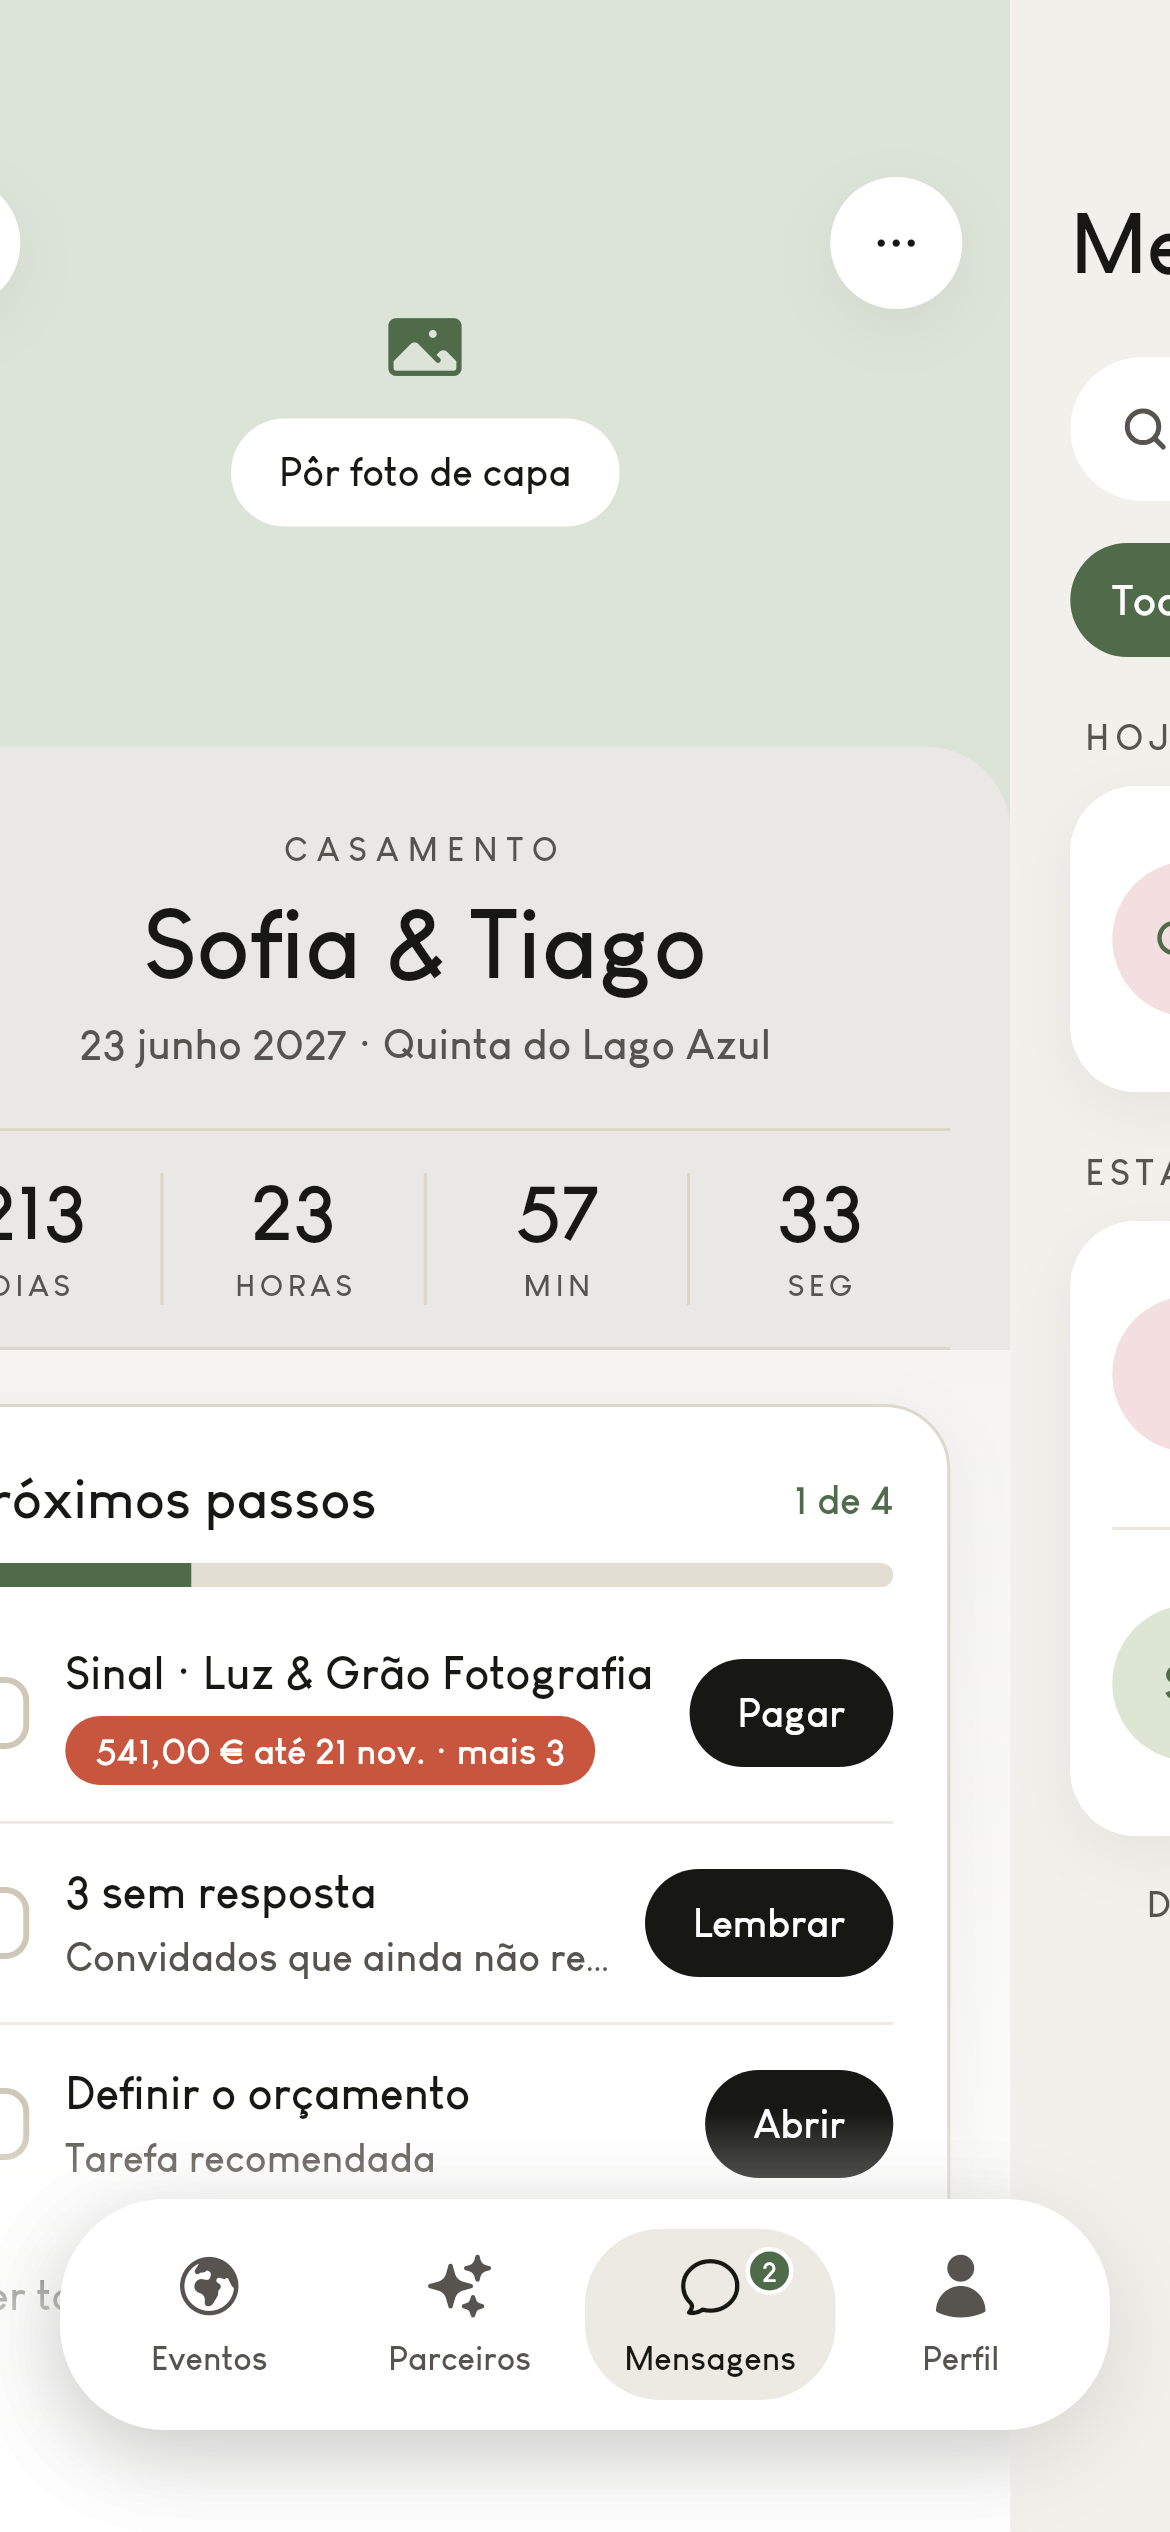 Pôr foto de capa
CASAMENTO
Sofia & Tiago
23 junho 2027 · Quinta do Lago Azul
213
23
57
33
DIAS
HORAS
MIN
SEG
róximos passos
1 de 4
Sinal · Luz & Grão Fotografia
541,00 € até 21 nov. · mais 3
Pagar
3 sem resposta
Convidados que ainda não re...
Lembrar
Definir o orçamento
Tarefa recomendada
Abrir
2
Eventos
Parceiros
Mensagens
Perfil
Me
Tod
HOJ
ESTA